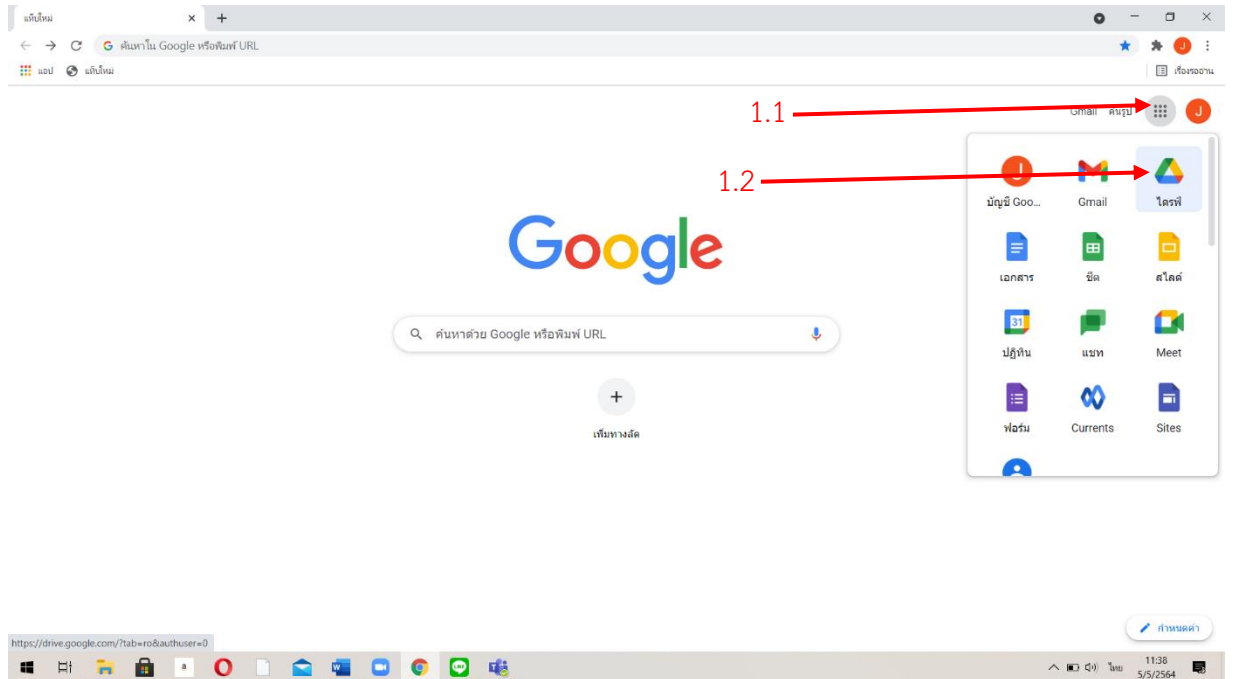 แท็บใหม่
ค้นหาใน Google หรือพิมพ์ URL
แอป แท็บใหม่ เรื่องรออ่าน
1.1
Gmail ค้นรูป J
1.2
บัญชี Goo... Gmail ไดรฟ์
Google
เอกสาร ชีต สไลด์
ค้นหาด้วย Google หรือพิมพ์ URL
31
ปฏิทิน แชท Meet
เพิ่มทางลัด
ฟอร์ม Currents Sites
กำหนดค่า
https://drive.google.com/?tab=ro&authuser=0
ไทย 11:38
5/5/2564